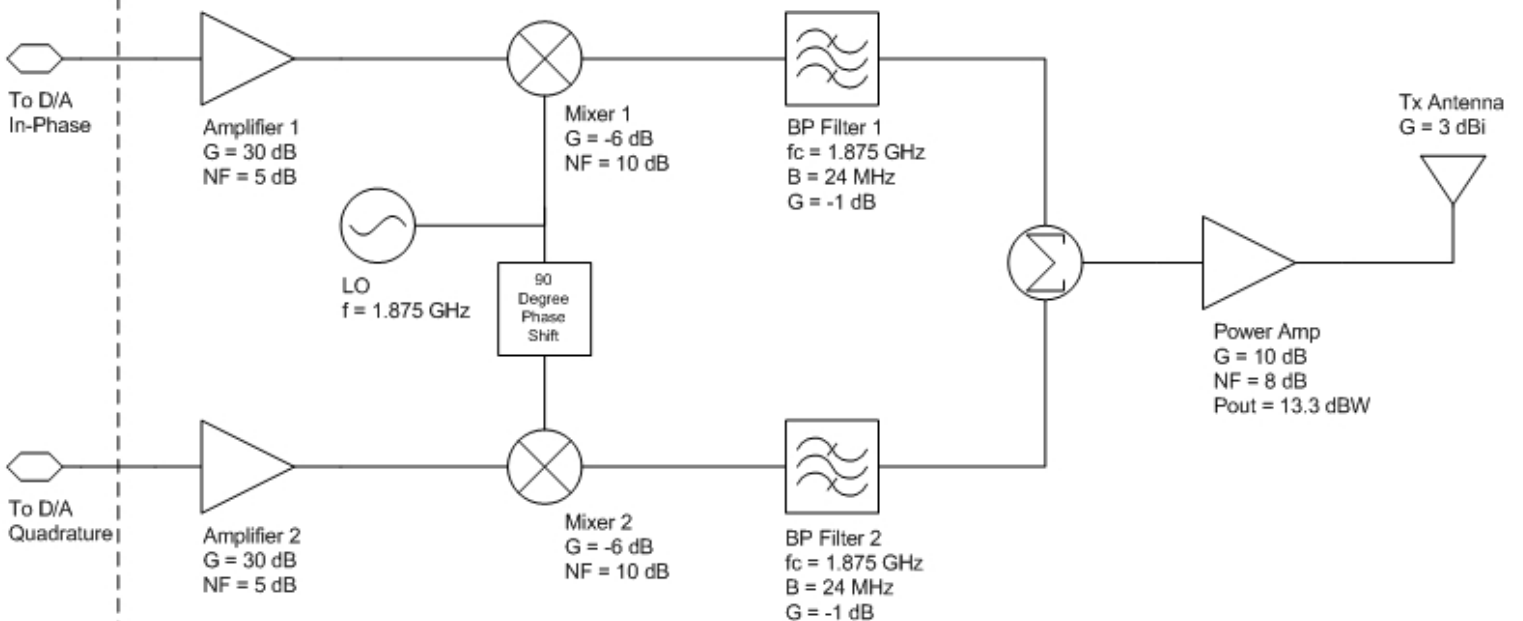 To D/A
In-Phase
Amplifier 1
G = 30 dB
NF = 5 dB
Mixer 1
G = -6 dB
NF = 10 dB
BP Filter 1
fc = 1.875 GHz
B = 24 MHz
G = -1 dB
Tx Antenna
G = 3 dBi
LO
f = 1.875 GHz
90
Degree
Phase
Shift
Σ
Power Amp
G = 10 dB
NF = 8 dB
Pout = 13.3 dBW
To D/A
Quadrature
Amplifier 2
G = 30 dB
NF = 5 dB
Mixer 2
G = -6 dB
NF = 10 dB
BP Filter 2
fc = 1.875 GHz
B = 24 MHz
G = -1 dB